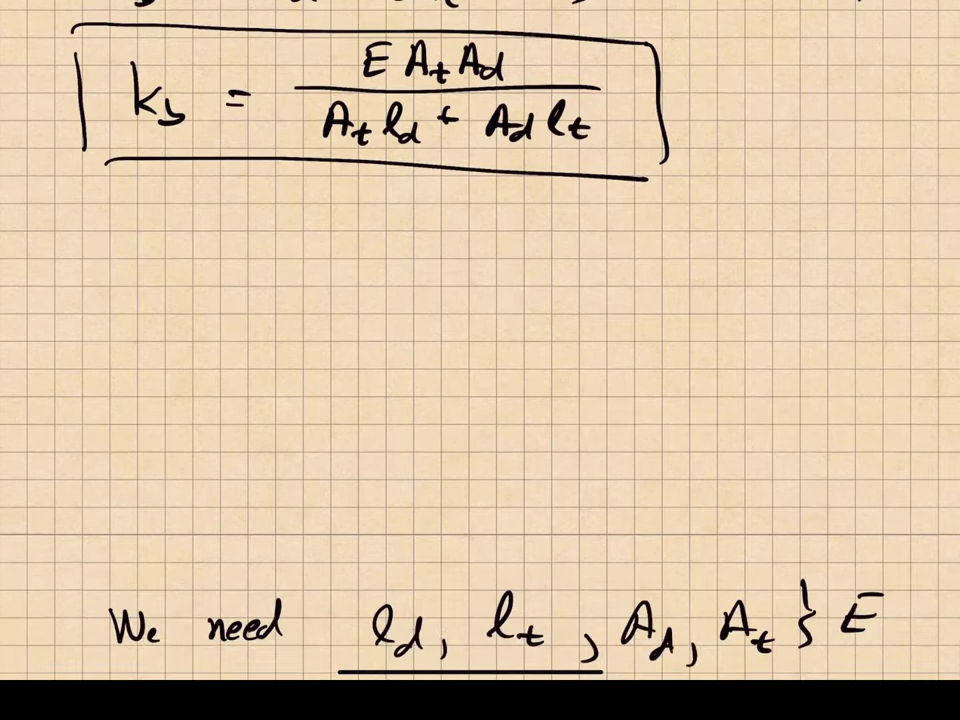 k_b = E A_t A_d / (A_t l_d + A_d l_t)
We need l_d, l_t, A_d, A_t } E